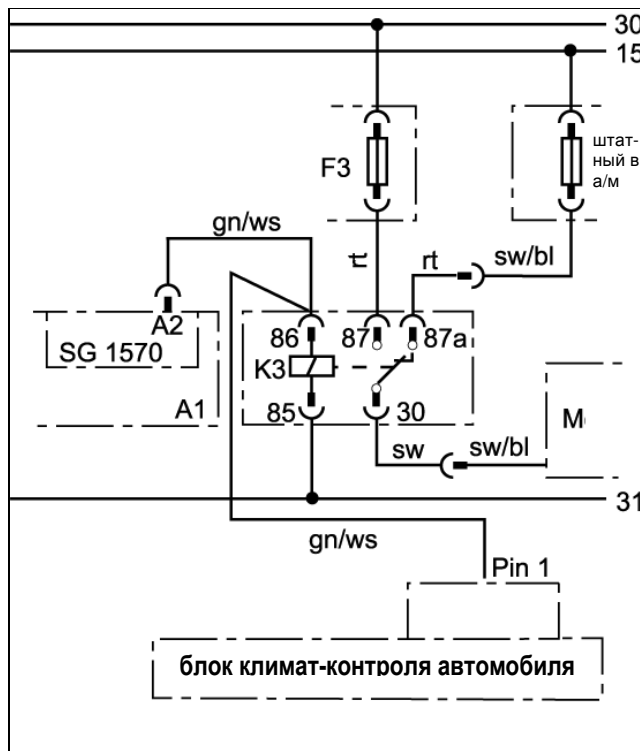 30
15
штат-
ный в
а/м
F3
gn/ws
rt
rt
sw/bl
A2
SG 1570
A1
86
87
87a
K3
85
30
sw
sw/bl
M
31
gn/ws
Pin 1
блок климат-контроля автомобиля